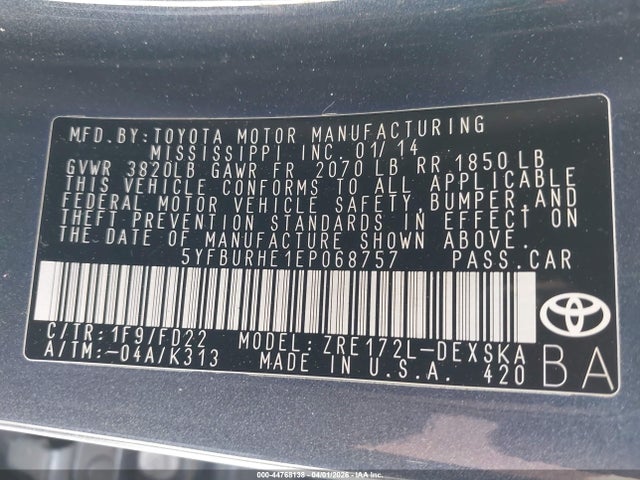 MFD.BY:TOYOTA MOTOR MANUFACTURING
MISSISSIPPI INC.01/14
GVWR 3820LB GAWR FR 2070 LB RR 1850LB
THIS VEHICLE CONFORMS TO ALL APPLICABLE
FEDERAL MOTOR VEHICLE SAFETY,BUMPER,AND
THEFT PREVENTION STANDARDS IN EFFECT ON
THE DATE OF MANUFACTURE SHOWN ABOVE.
5YFBURHE1EP068757 PASS.CAR
C/TR:1F9/FD22 MODEL:ZRE172L-DEXSKA
A/TM:-04A/K313 MADE IN U.S.A. 420
BA
000-44768138 - 04/01/2026 - IAA Inc.